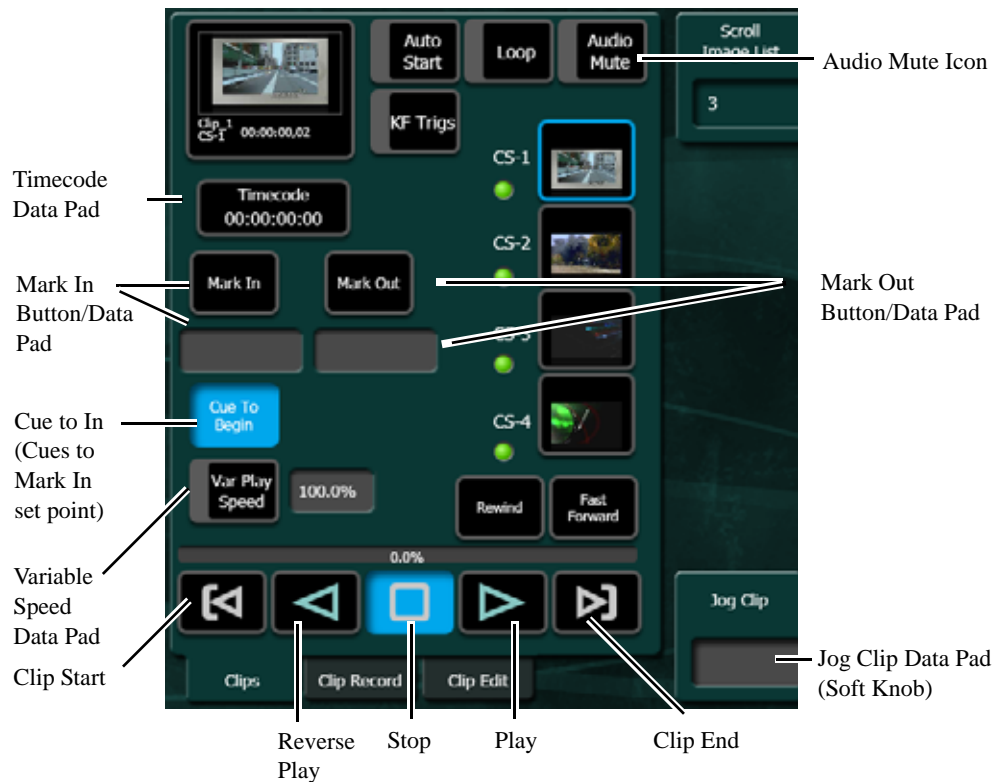 Auto
Start
Loop
Audio
Mute
Scroll
Image List
Audio Mute Icon
3
Clip_1
CS-1 00:00:00,02
KF Trigs
CS-1
Timecode
Data Pad
Timecode
00:00:00:00
CS-2
Mark In
Button/Data
Pad
Mark In
Mark Out
Mark Out
Button/Data Pad
CS-3
Cue to In
(Cues to
Mark In
set point)
Cue To
Begin
CS-4
Var Play
Speed
100.0%
Rewind
Fast
Forward
0.0%
Variable
Speed
Data Pad
Jog Clip
Clip Start
Jog Clip Data Pad
(Soft Knob)
Clips
Clip Record
Clip Edit
Reverse
Play
Stop
Play
Clip End